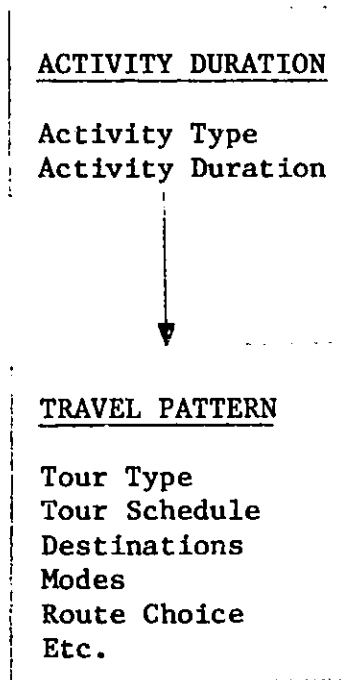 ACTIVITY DURATION
Activity Type
Activity Duration
TRAVEL PATTERN
Tour Type
Tour Schedule
Destinations
Modes
Route Choice
Etc.